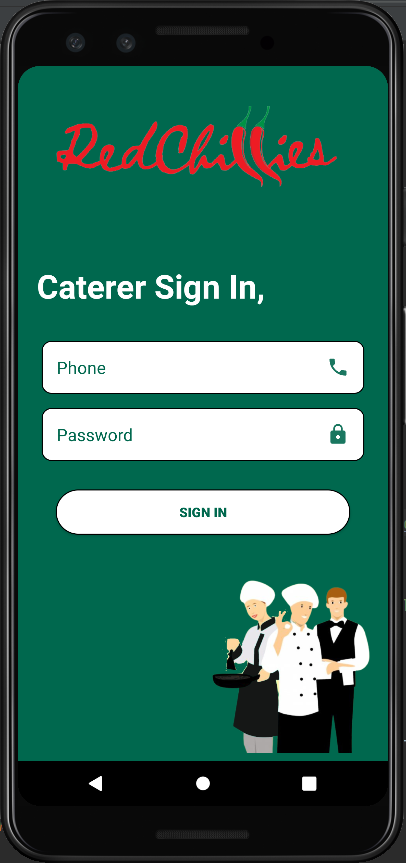 RedChillies
Caterer Sign In,
Phone
Password
SIGN IN